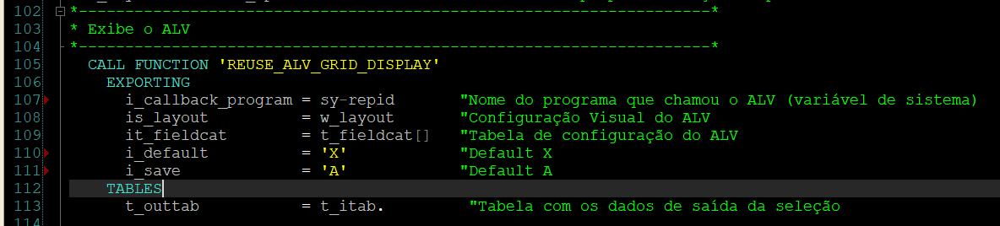 102 *---------------------------------------------------------------------*
103 * Exibe o ALV
104 *---------------------------------------------------------------------*
105 CALL FUNCTION 'REUSE_ALV_GRID_DISPLAY'
106 EXPORTING
107 i_callback_program = sy-repid "Nome do programa que chamou o ALV (variável de sistema)
108 is_layout = w_layout "Configuração Visual do ALV
109 it_fieldcat = t_fieldcat[] "Tabela de configuração do ALV
110 i_default = 'X' "Default X
111 i_save = 'A' "Default A
112 TABLES
113 t_outtab = t_itab. "Tabela com os dados de saída da seleção
114